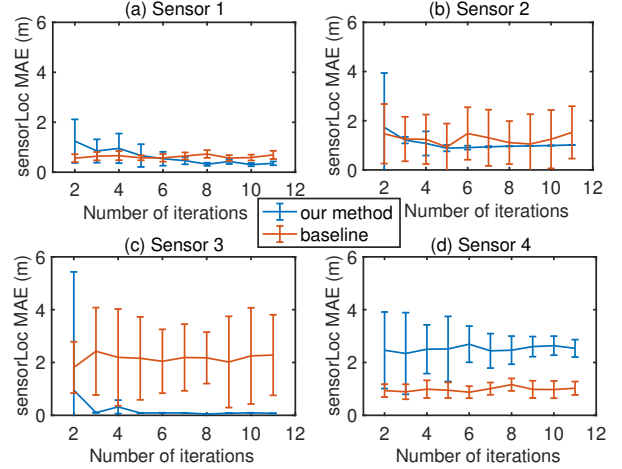 (a) Sensor 1
sensorLoc MAE (m)
6
4
2
0
2 4 6 8 10 12
Number of iterations
(b) Sensor 2
sensorLoc MAE (m)
6
4
2
0
2 4 6 8 10 12
Number of iterations
our method
baseline
(c) Sensor 3
sensorLoc MAE (m)
6
4
2
0
2 4 6 8 10 12
Number of iterations
(d) Sensor 4
sensorLoc MAE (m)
6
4
2
0
2 4 6 8 10 12
Number of iterations